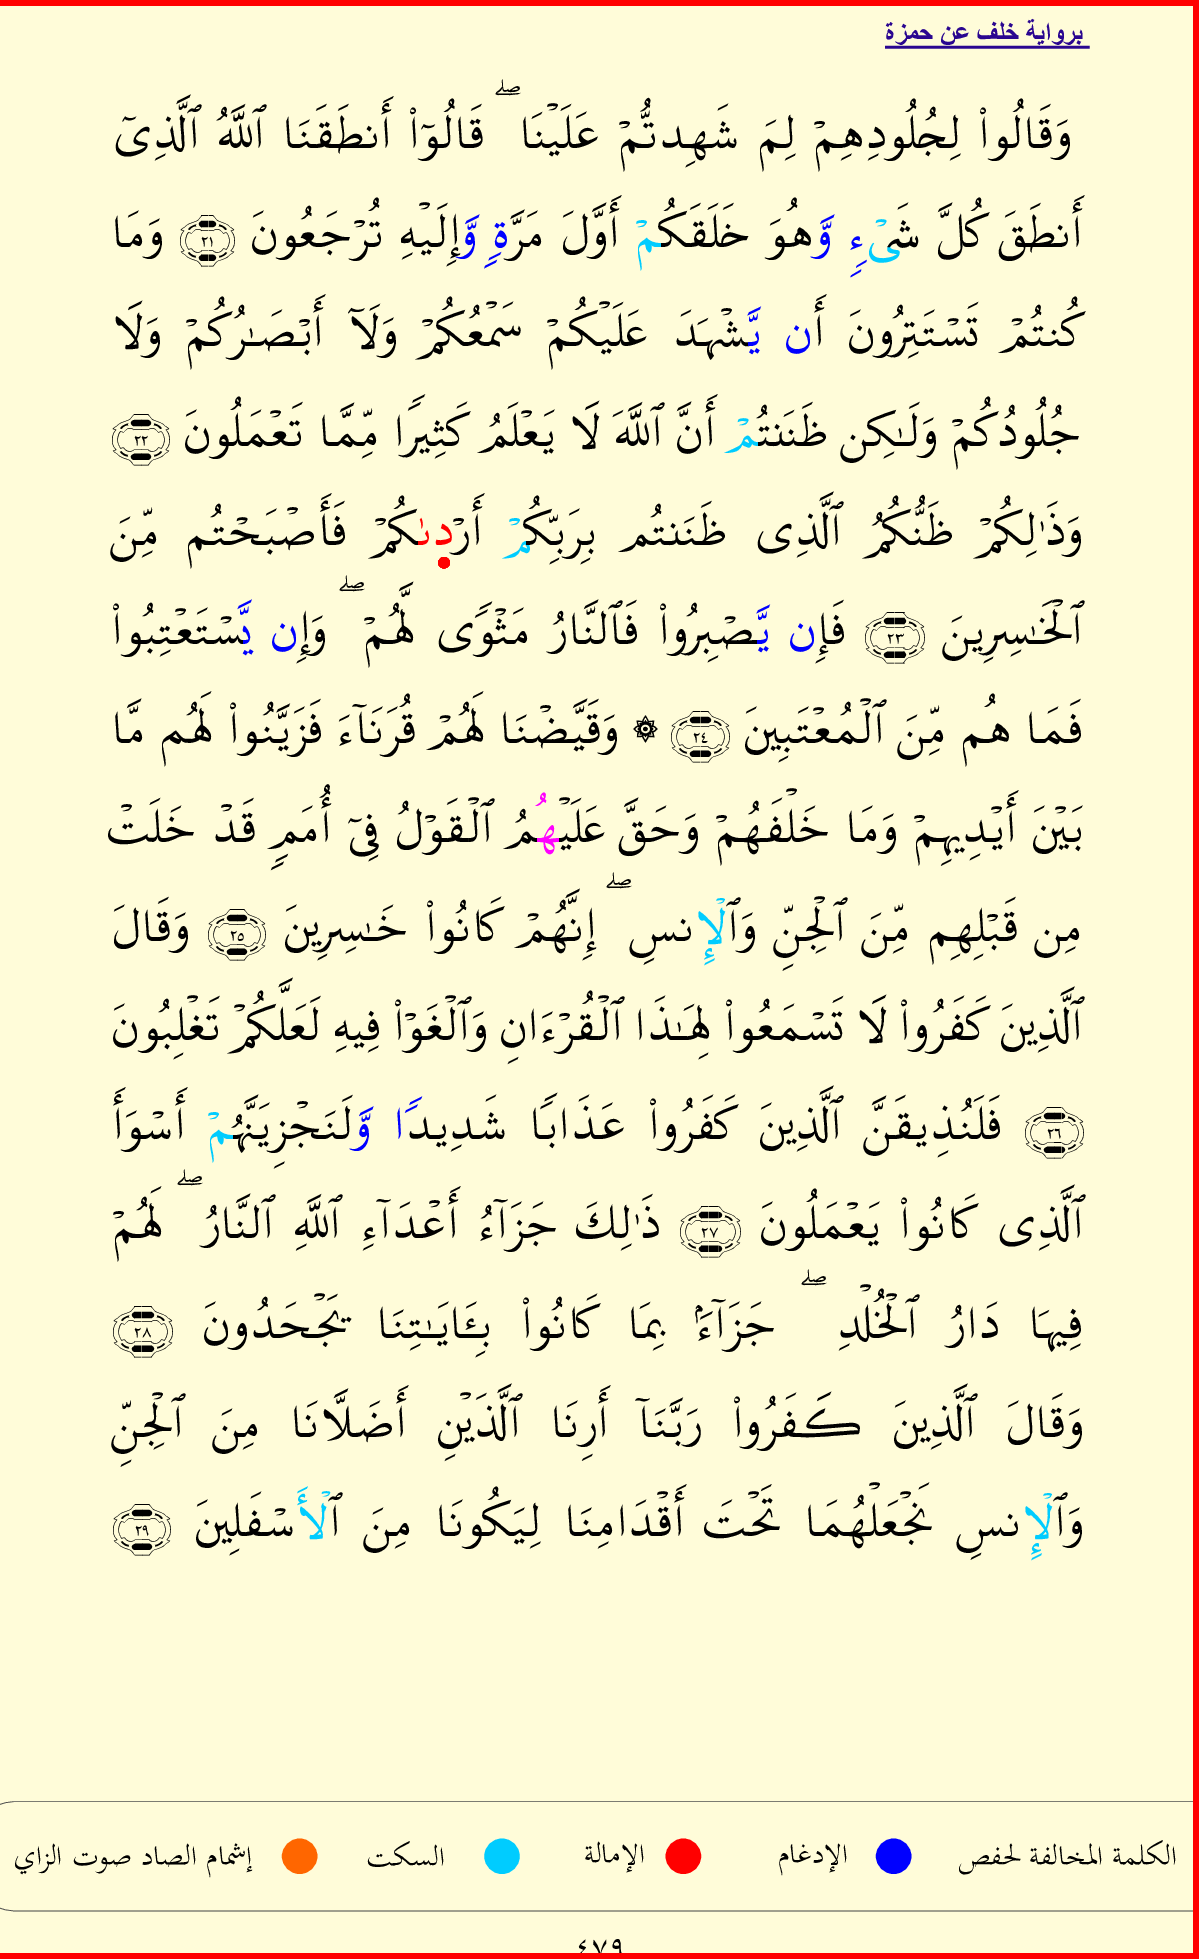 برواية خلف عن حمزة
وَقَالُوا۟ لِجُلُودِهِمۡ لِمَ شَهِدتُّمۡ عَلَيۡنَاۖ قَالُوٓا۟ أَنطَقَنَا ٱللَّهُ ٱلَّذِىٓ
أَنطَقَ كُلَّ شَىۡءٖ وَّهُوَ خَلَقَكُمۡ أَوَّلَ مَرَّةٖ وَّإِلَيۡهِ تُرۡجَعُونَ ٢١ وَمَا
كُنتُمۡ تَسۡتَتِرُونَ أَن يَّشۡهَدَ عَلَيۡكُمۡ سَمۡعُكُمۡ وَلَآ أَبۡصَـٰرُكُمۡ وَلَا
جُلُودُكُمۡ وَلَـٰكِن ظَنَنتُمۡ أَنَّ ٱللَّهَ لَا يَعۡلَمُ كَثِيرٗا مِّمَّا تَعۡمَلُونَ ٢٢
وَذَٰلِكُمۡ ظَنُّكُمُ ٱلَّذِى ظَنَنتُم بِرَبِّكُمۡ أَرۡدىٰكُمۡ فَأَصۡبَحۡتُم مِّنَ
ٱلۡخَـٰسِرِينَ ٢٣ فَإِن يَّصۡبِرُوا۟ فَٱلنَّارُ مَثۡوٗى لَّهُمۡۖ وَإِن يَّسۡتَعۡتِبُوا۟
فَمَا هُم مِّنَ ٱلۡمُعۡتَبِينَ ٢٤ ۞ وَقَيَّضۡنَا لَهُمۡ قُرَنَآءَ فَزَيَّنُوا۟ لَهُم مَّا
بَيۡنَ أَيۡدِيهِمۡ وَمَا خَلۡفَهُمۡ وَحَقَّ عَلَيۡهُمُ ٱلۡقَوۡلُ فِىٓ أُمَمٖ قَدۡ خَلَتۡ
مِن قَبۡلِهِم مِّنَ ٱلۡجِنِّ وَٱلۡإِنسِۖ إِنَّهُمۡ كَانُوا۟ خَـٰسِرِينَ ٢٥ وَقَالَ
ٱلَّذِينَ كَفَرُوا۟ لَا تَسۡمَعُوا۟ لِهَـٰذَا ٱلۡقُرۡءَانِ وَٱلۡغَوۡا۟ فِيهِ لَعَلَّكُمۡ تَغۡلِبُونَ
٢٦ فَلَنُذِيقَنَّ ٱلَّذِينَ كَفَرُوا۟ عَذَابٗا شَدِيدٗا وَّلَنَجۡزِيَنَّهُمۡ أَسۡوَأَ
ٱلَّذِى كَانُوا۟ يَعۡمَلُونَ ٢٧ ذَٰلِكَ جَزَآءُ أَعۡدَآءِ ٱللَّهِ ٱلنَّارُۖ لَهُمۡ
فِيهَا دَارُ ٱلۡخُلۡدِۖ جَزَآءَۢ بِمَا كَانُوا۟ بِـَٔايَـٰتِنَا يَجۡحَدُونَ ٢٨
وَقَالَ ٱلَّذِينَ كَفَرُوا۟ رَبَّنَآ أَرِنَا ٱلَّذَيۡنِ أَضَلَّانَا مِنَ ٱلۡجِنِّ
وَٱلۡإِنسِ نَجۡعَلۡهُمَا تَحۡتَ أَقۡدَامِنَا لِيَكُونَا مِنَ ٱلۡأَسۡفَلِينَ ٢٩
الكلمة المخالفة لحفص الإدغام الإمالة السكت إشمام الصاد صوت الزاي
٤٧٩